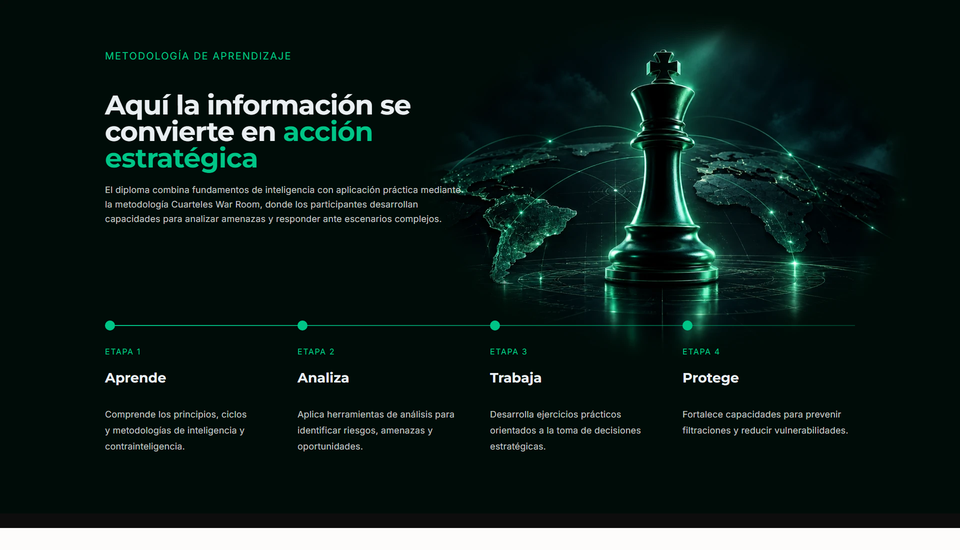 METODOLOGÍA DE APRENDIZAJE
Aquí la información se
convierte en acción
estratégica
El diploma combina fundamentos de inteligencia con aplicación práctica mediante
la metodología Cuarteles War Room, donde los participantes desarrollan
capacidades para analizar amenazas y responder ante escenarios complejos.
ETAPA 1
Aprende
Comprende los principios, ciclos
y metodologías de inteligencia y
contrainteligencia.
ETAPA 2
Analiza
Aplica herramientas de análisis para
identificar riesgos, amenazas y
oportunidades.
ETAPA 3
Trabaja
Desarrolla ejercicios prácticos
orientados a la toma de decisiones
estratégicas.
ETAPA 4
Protege
Fortalece capacidades para prevenir
filtraciones y reducir vulnerabilidades.